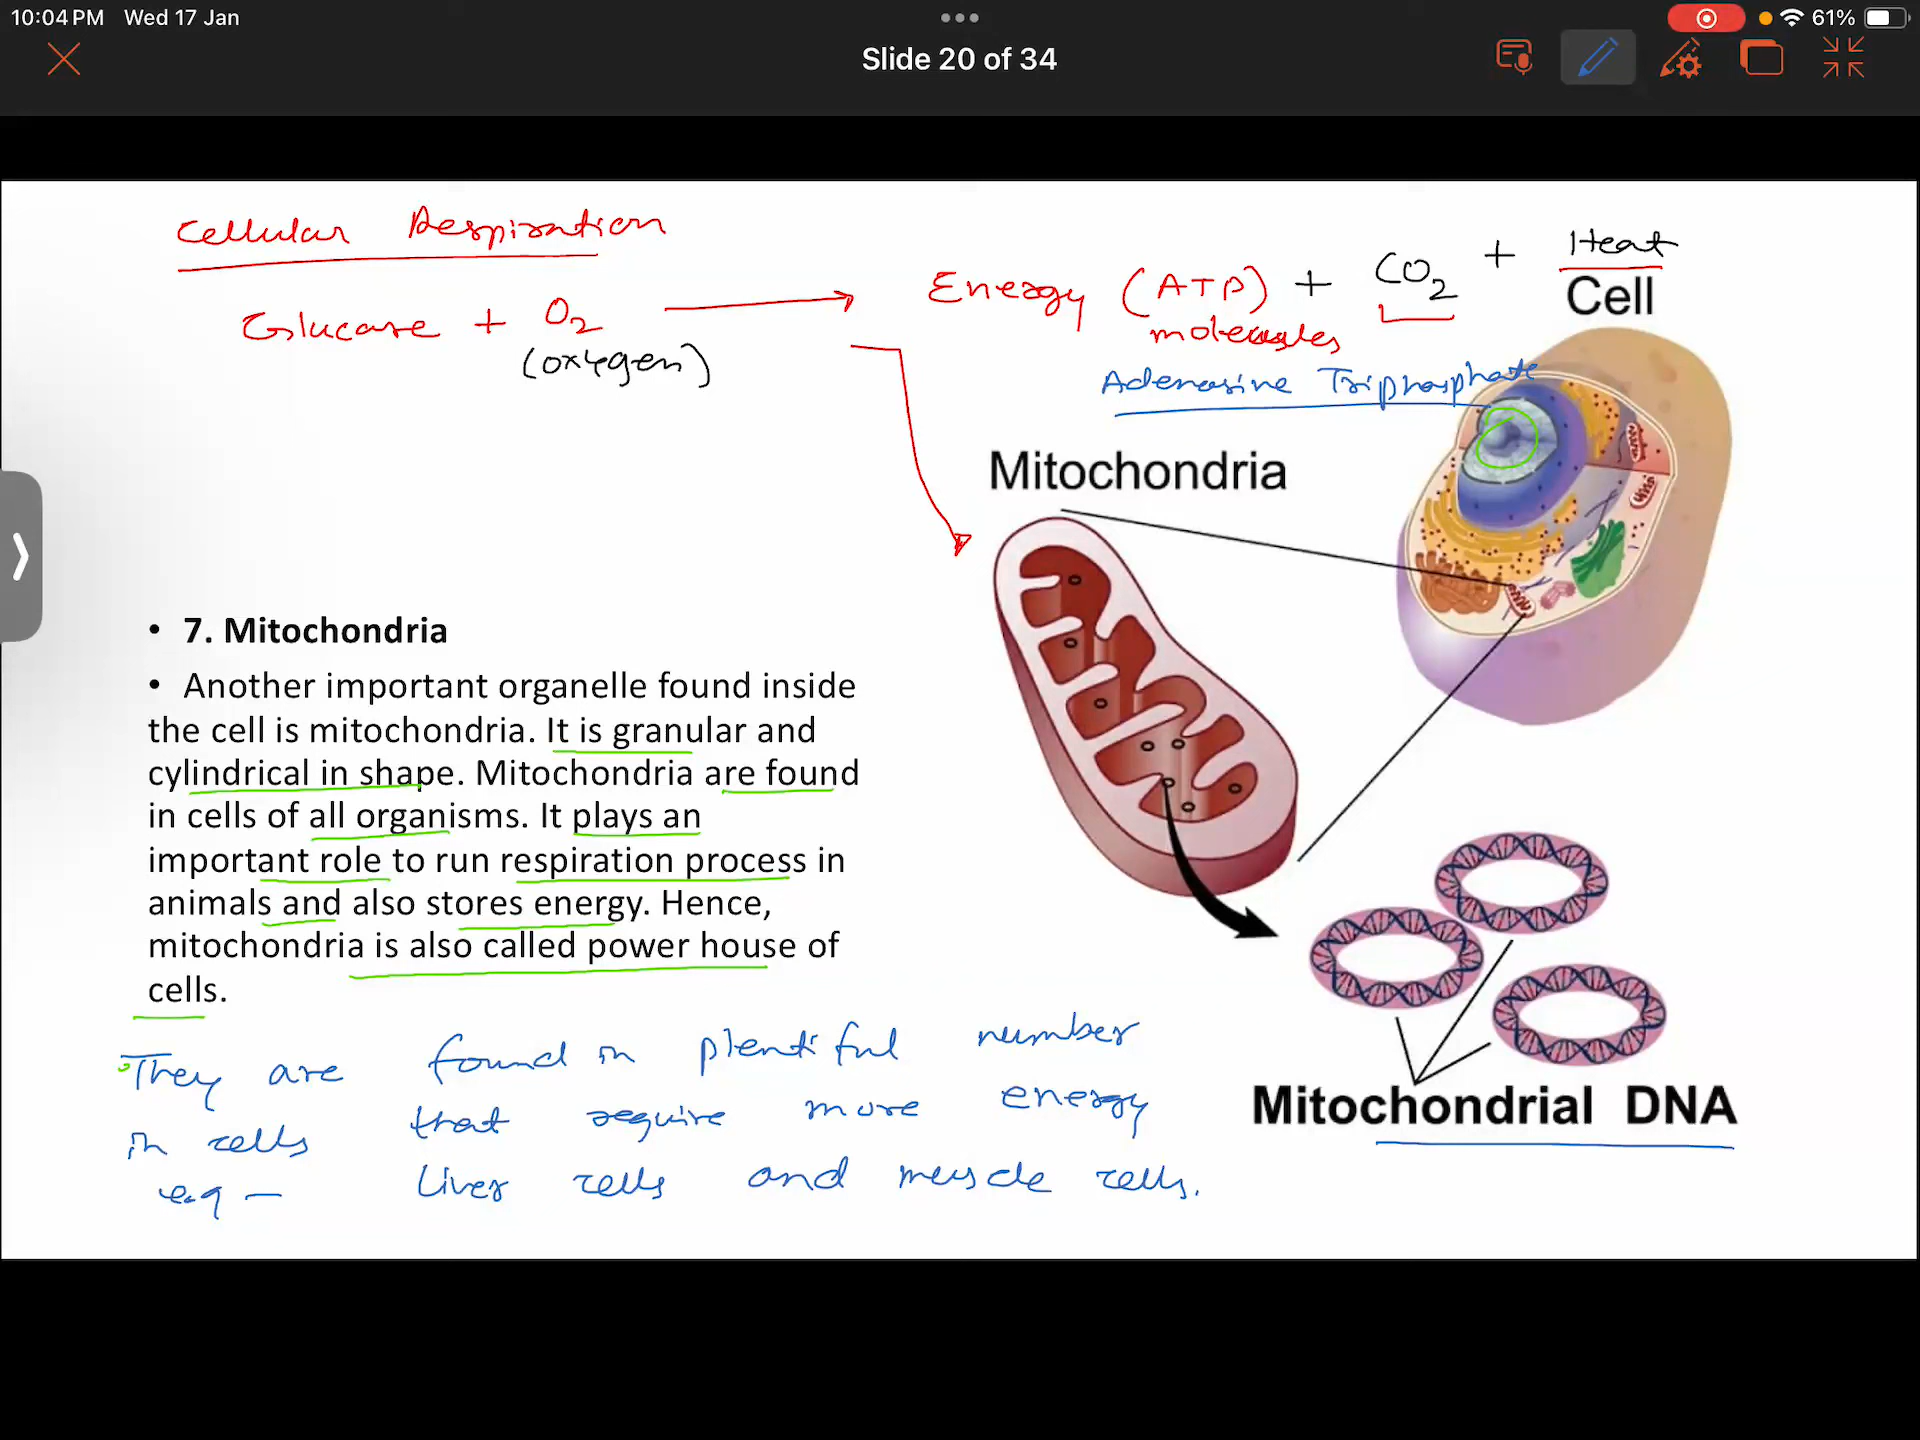 10:04 PM Wed 17 Jan
61%
Slide 20 of 34
Cellular Respiration
Glucose + O2 (oxygen) → Energy (ATP) molecules + CO2 + Heat
Adenosine Triphosphate
Cell
Mitochondria
• 7. Mitochondria
• Another important organelle found inside
the cell is mitochondria. It is granular and
cylindrical in shape. Mitochondria are found
in cells of all organisms. It plays an
important role to run respiration process in
animals and also stores energy. Hence,
mitochondria is also called power house of
cells.
They are found in plentiful number
in cells that require more energy
e.g — Liver cells and muscle cells.
Mitochondrial DNA